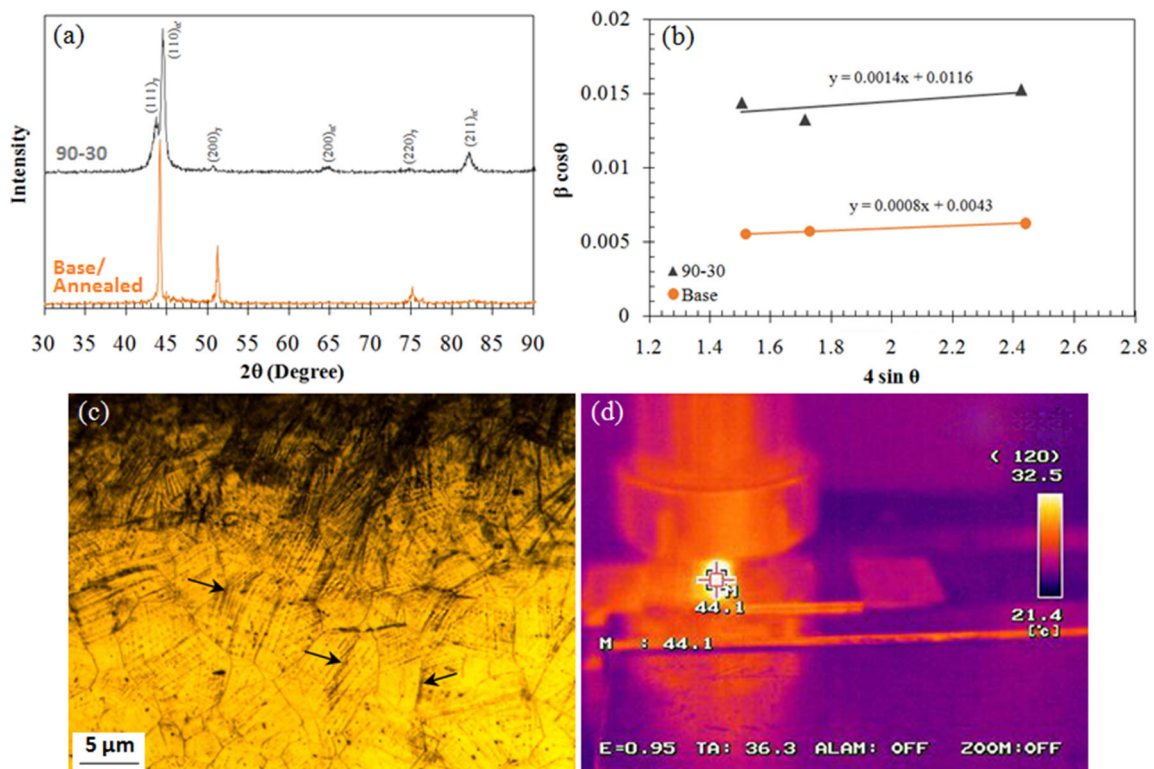 (a)
(111)γ
(110)α'
(200)γ
(200)α'
(220)γ
(211)α'
90-30
Base/
Annealed
Intensity
30 35 40 45 50 55 60 65 70 75 80 85 90
2θ (Degree)
(b)
β cosθ
0.02
0.015
0.01
0.005
0
y = 0.0014x + 0.0116
y = 0.0008x + 0.0043
90-30
Base
1.2 1.4 1.6 1.8 2 2.2 2.4 2.6 2.8
4 sin θ
(c)
5 µm
(d)
( 120)
32.5
M
44.1
21.4
[°c]
M : 44.1
E=0.95 TA: 36.3 ALAM: OFF ZOOM:OFF